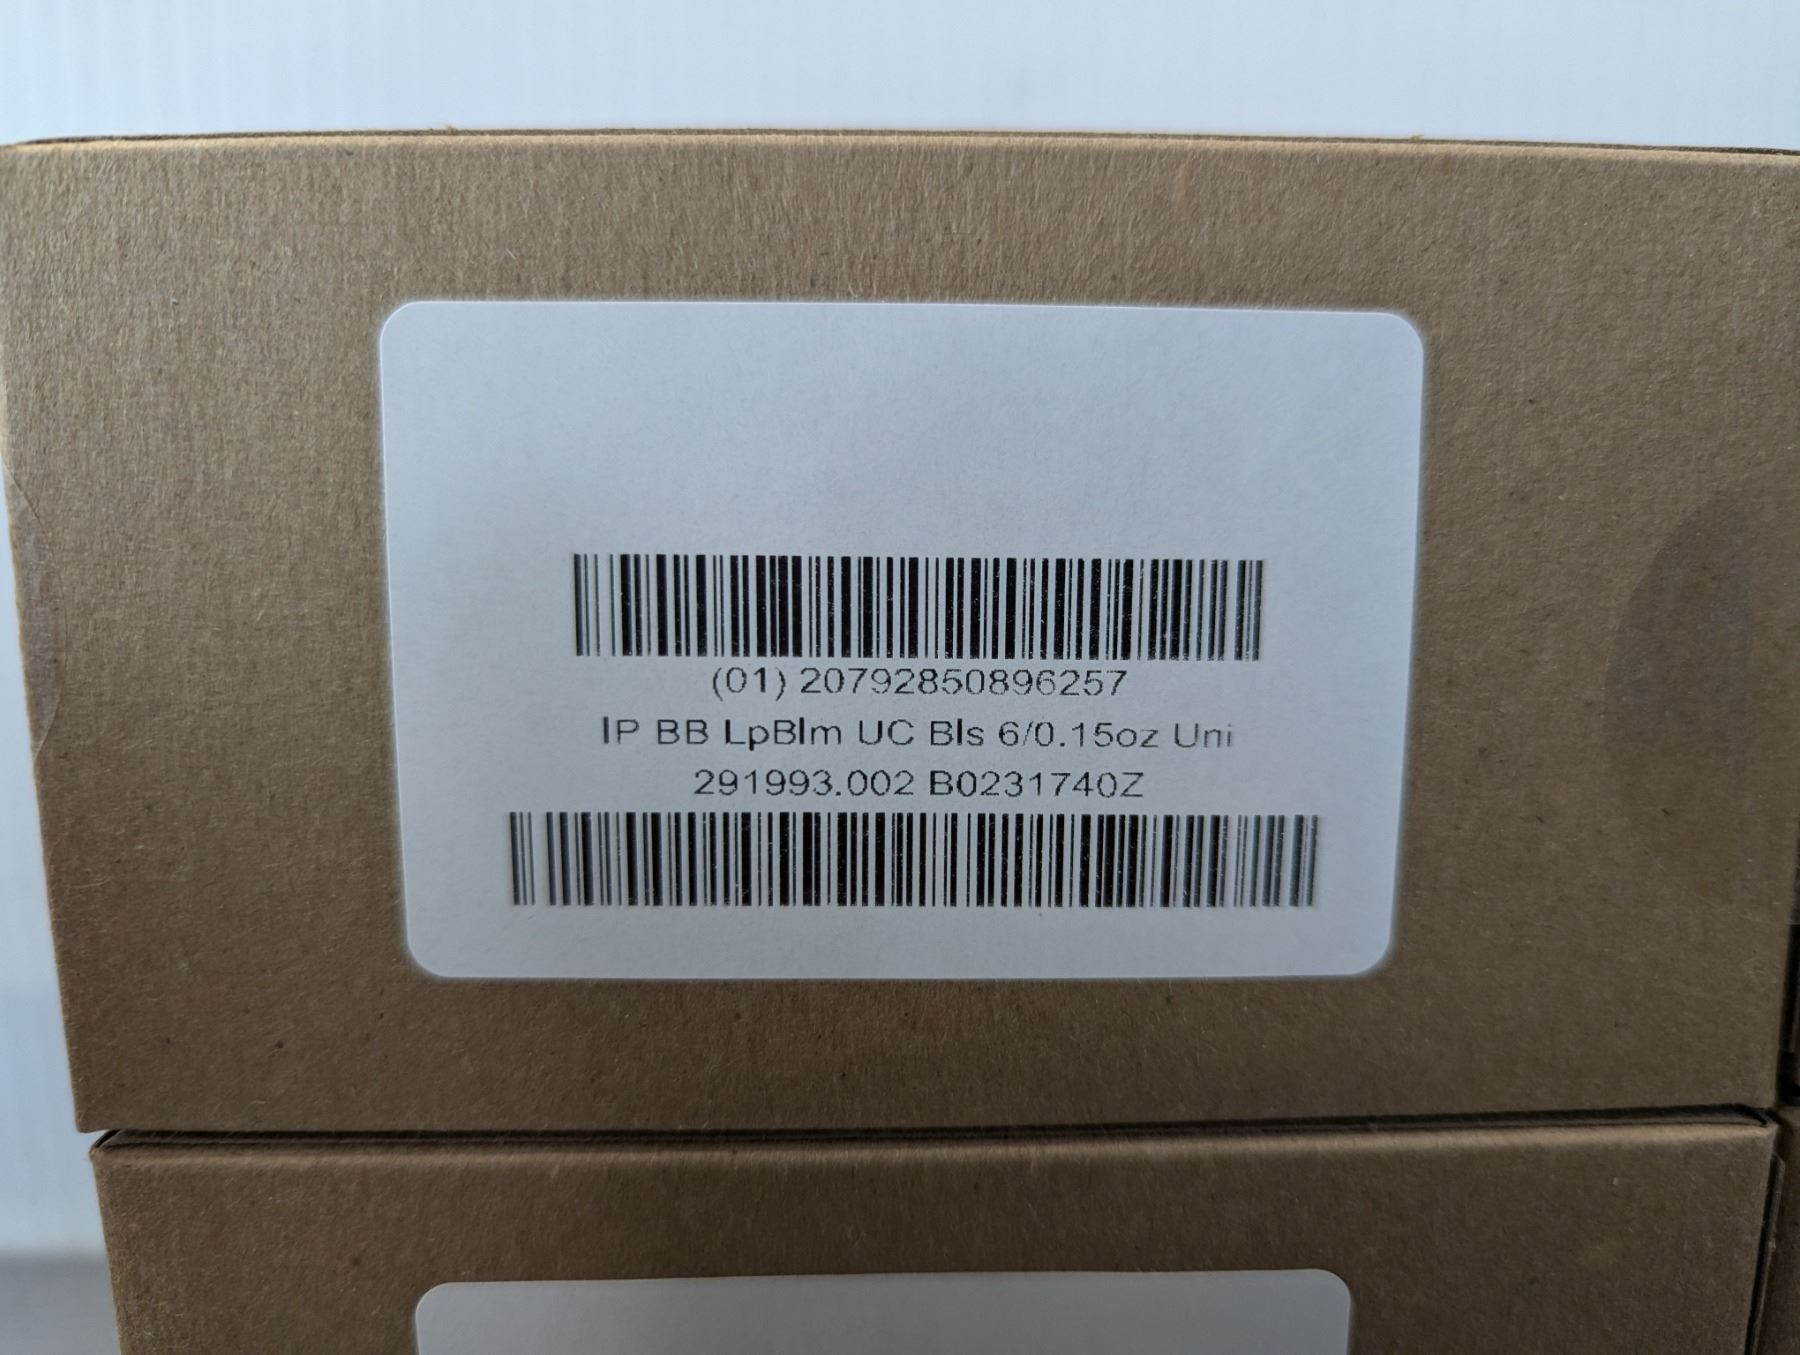 (01) 20792850896257
IP BB LpBlm UC Bls 6/0.15oz Uni
291993.002 B0231740Z